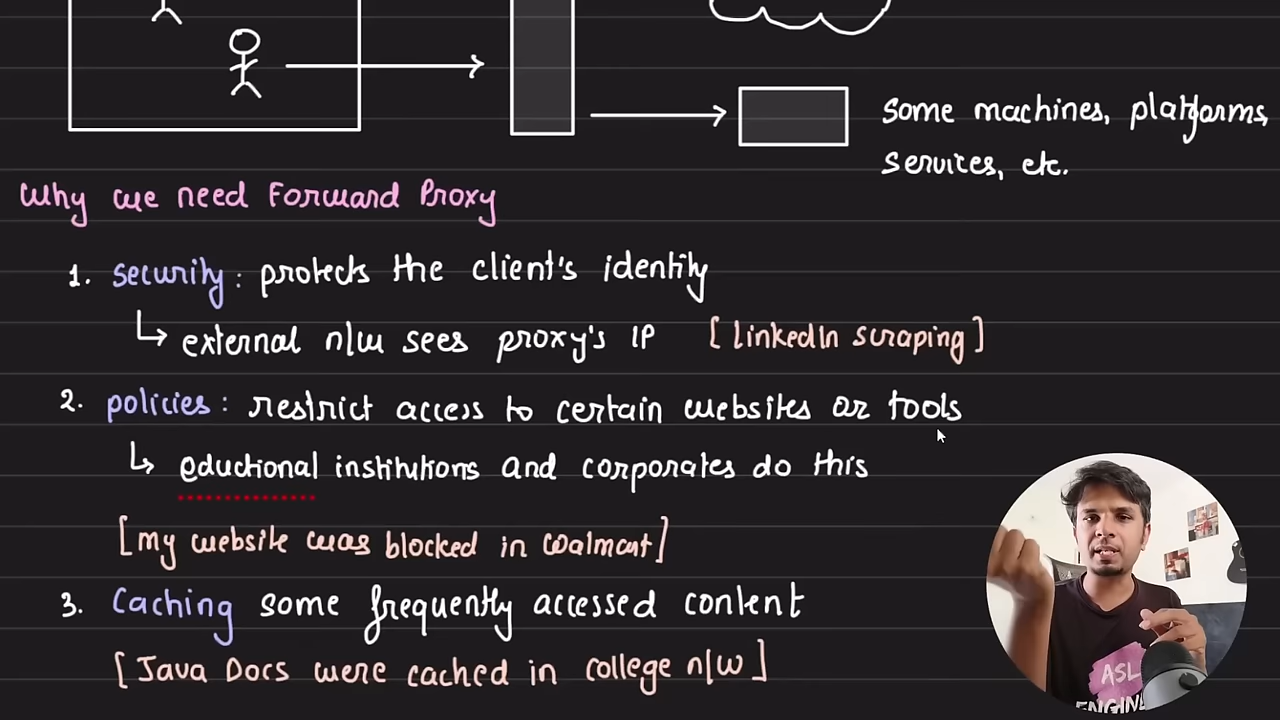 some machines, platforms,
services, etc.
Why we need Forward Proxy
1. security : protects the client's identity
↳ external n/w sees proxy's IP [LinkedIn scraping]
2. policies : restrict access to certain websites or tools
↳ eductional institutions and corporates do this
[my website was blocked in Walmart]
3. Caching some frequently accessed content
[Java Docs were cached in college n/w]
ASL
ENGIN